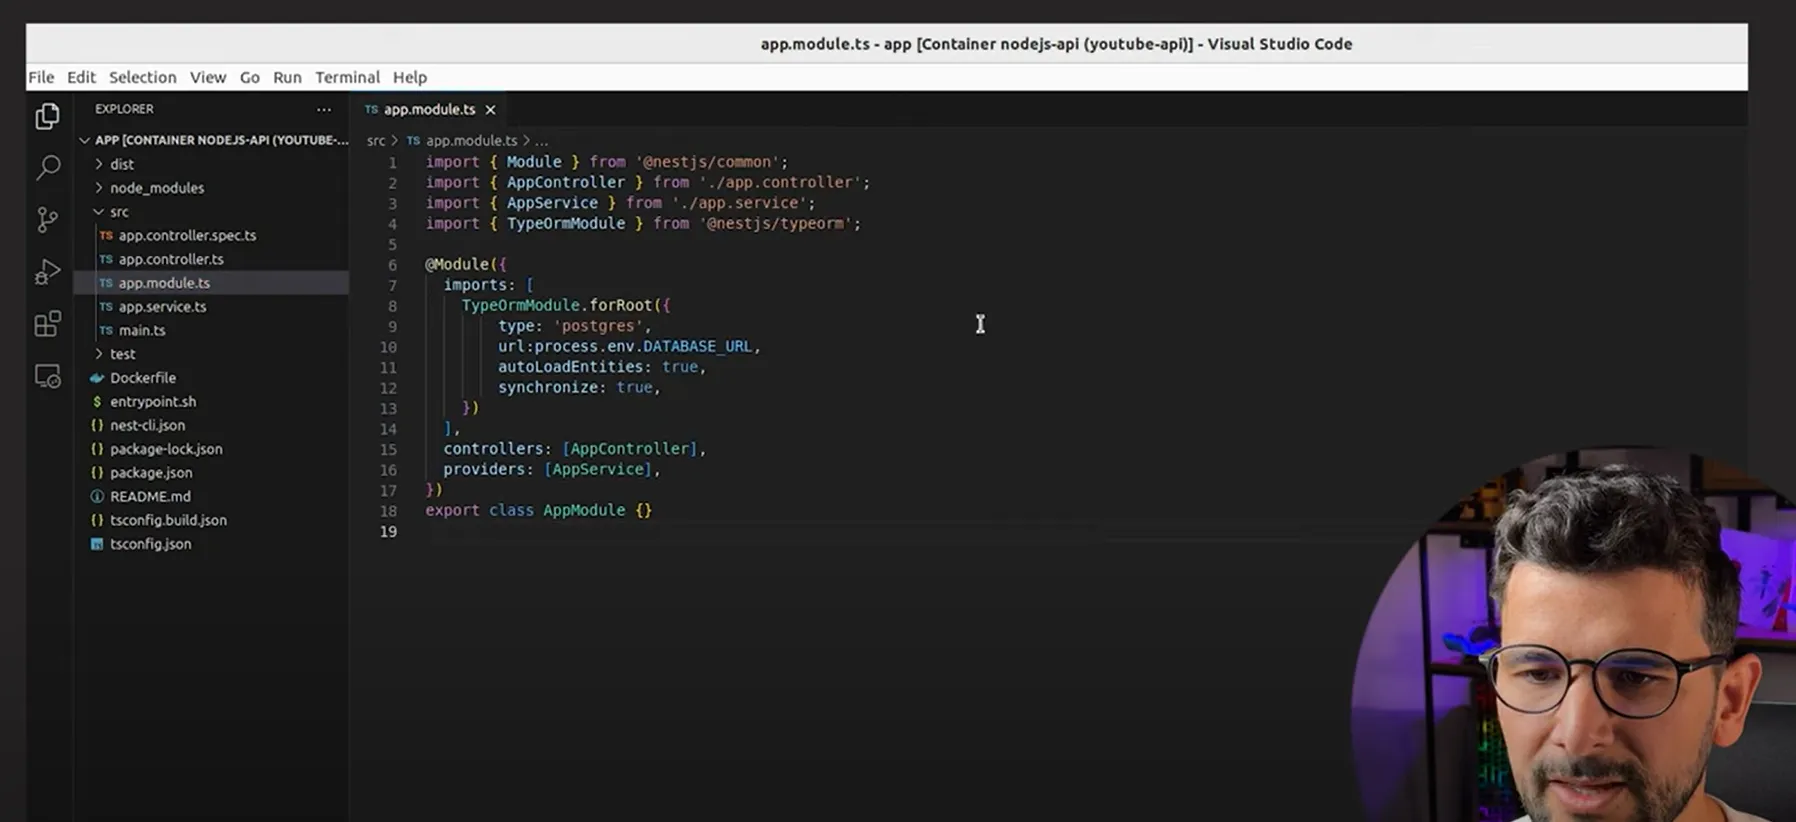 app.module.ts - app [Container nodejs-api (youtube-api)] - Visual Studio Code
File Edit Selection View Go Run Terminal Help
EXPLORER ...
APP [CONTAINER NODEJS-API (YOUTUBE-...
dist
node_modules
src
TS app.controller.spec.ts
TS app.controller.ts
TS app.module.ts
TS app.service.ts
TS main.ts
test
Dockerfile
$ entrypoint.sh
{} nest-cli.json
{} package-lock.json
{} package.json
README.md
{} tsconfig.build.json
tsconfig.json
TS app.module.ts ×
src > TS app.module.ts > ...
1 import { Module } from '@nestjs/common';
2 import { AppController } from './app.controller';
3 import { AppService } from './app.service';
4 import { TypeOrmModule } from '@nestjs/typeorm';
5
6 @Module({
7 imports: [
8 TypeOrmModule.forRoot({
9 type: 'postgres',
10 url:process.env.DATABASE_URL,
11 autoLoadEntities: true,
12 synchronize: true,
13 })
14 ],
15 controllers: [AppController],
16 providers: [AppService],
17 })
18 export class AppModule {}
19